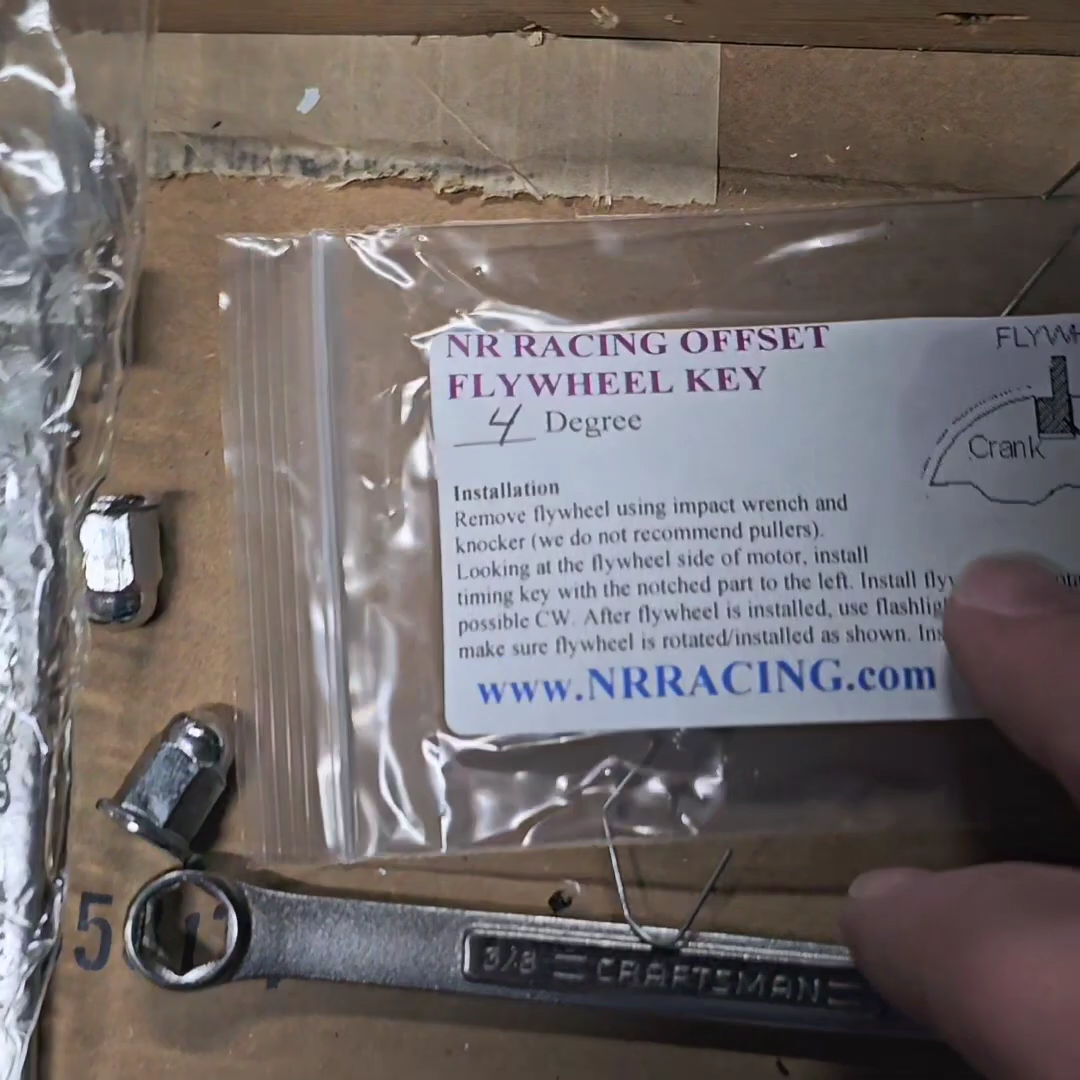 NR RACING OFFSET
FLYWHEEL KEY
4 Degree
FLYWH
Crank
Installation
Remove flywheel using impact wrench and
knocker (we do not recommend pullers).
Looking at the flywheel side of motor, install
timing key with the notched part to the left. Install flyw
possible CW. After flywheel is installed, use flashlig
make sure flywheel is rotated/installed as shown. Ins
www.NRRACING.com
5
3/8 = CRAFTSMAN =